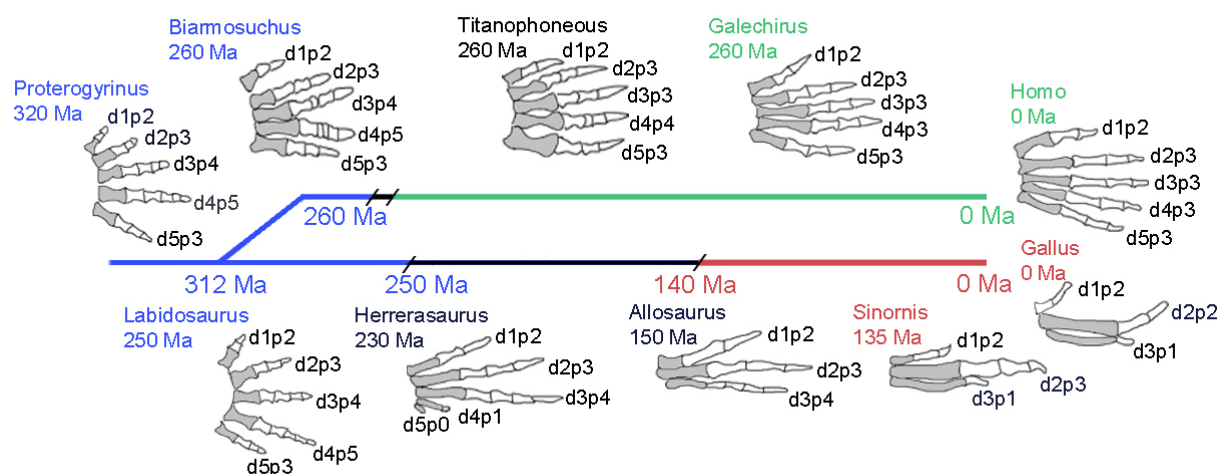 Biarmosuchus
260 Ma
d1p2
d2p3
d3p4
d4p5
d5p3
Titanophoneous
260 Ma
d1p2
d2p3
d3p3
d4p4
d5p3
Galechirus
260 Ma
d1p2
d2p3
d3p3
d4p3
d5p3
Proterogyrinus
320 Ma
d1p2
d2p3
d3p4
d4p5
d5p3
Homo
0 Ma
d1p2
d2p3
d3p3
d4p3
d5p3
260 Ma
0 Ma
312 Ma
250 Ma
140 Ma
0 Ma
Gallus
0 Ma
d1p2
d2p2
d3p1
Labidosaurus
250 Ma
d1p2
d2p3
d3p4
d4p5
d5p3
Herrerasaurus
230 Ma
d1p2
d2p3
d3p4
d4p1
d5p0
Allosaurus
150 Ma
d1p2
d2p3
d3p4
Sinornis
135 Ma
d1p2
d2p3
d3p1